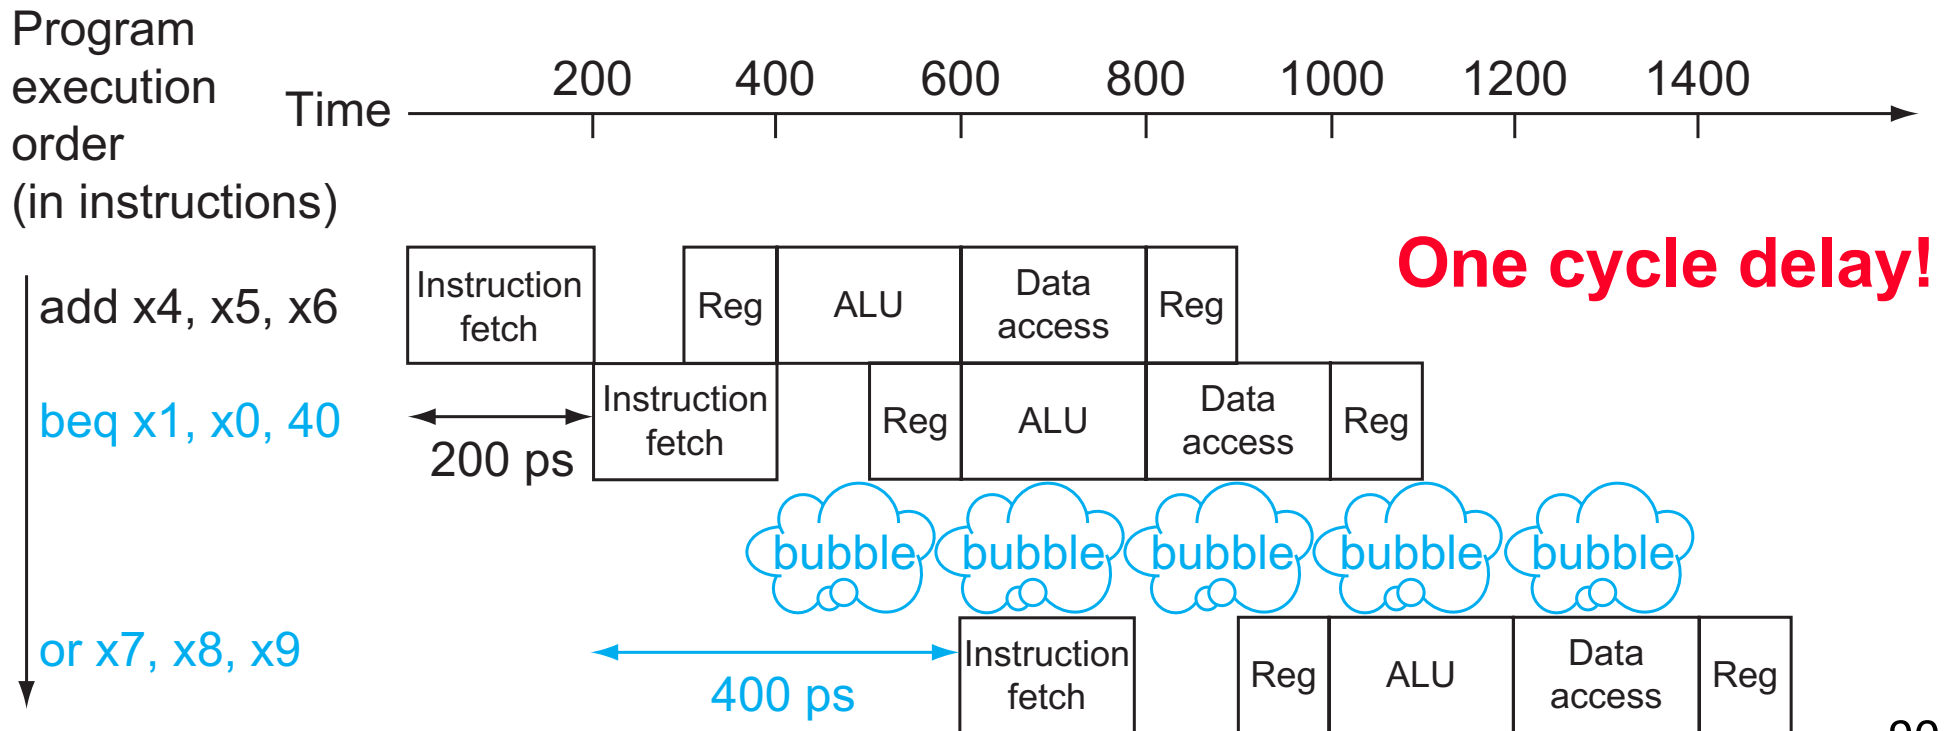 Program
execution
order
(in instructions)
Time
200 400 600 800 1000 1200 1400
One cycle delay!
add x4, x5, x6
Instruction
fetch
Reg
ALU
Data
access
Reg
beq x1, x0, 40
200 ps
Instruction
fetch
Reg
ALU
Data
access
Reg
bubble bubble bubble bubble bubble
or x7, x8, x9
400 ps
Instruction
fetch
Reg
ALU
Data
access
Reg